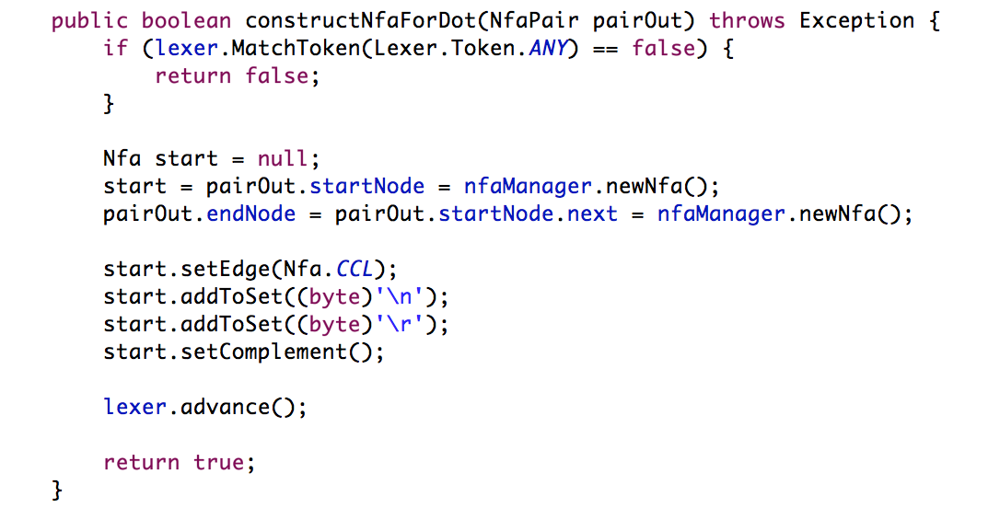 public boolean constructNfaForDot(NfaPair pairOut) throws Exception {
if (lexer.MatchToken(Lexer.Token.ANY) == false) {
return false;
}
Nfa start = null;
start = pairOut.startNode = nfaManager.newNfa();
pairOut.endNode = pairOut.startNode.next = nfaManager.newNfa();
start.setEdge(Nfa.CCL);
start.addToSet((byte)'\n');
start.addToSet((byte)'\r');
start.setComplement();
lexer.advance();
return true;
}